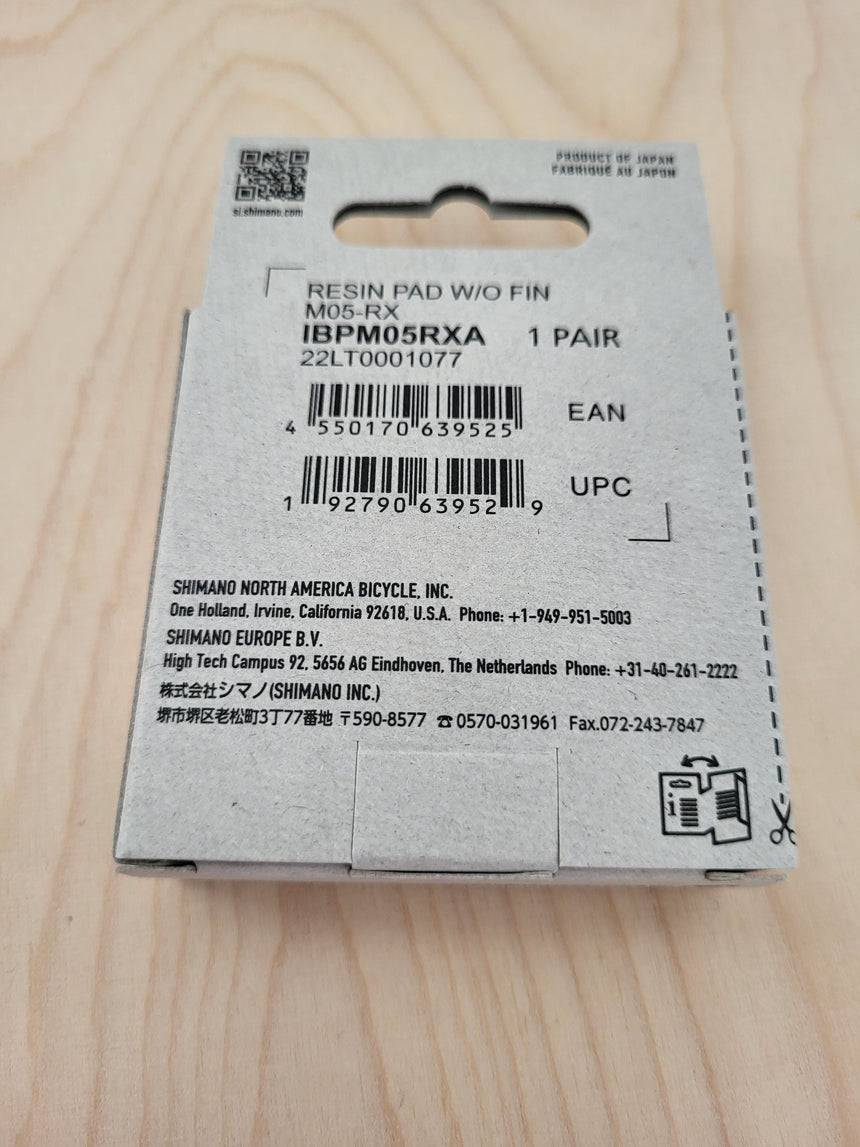 PRODUCT OF JAPAN
FABRIQUÉ AU JAPON
si.shimano.com
RESIN PAD W/O FIN
M05-RX
IBPM05RXA 1 PAIR
22LT0001077
4 550170 639525 EAN
1 92790 63952 9 UPC
SHIMANO NORTH AMERICA BICYCLE, INC.
One Holland, Irvine, California 92618, U.S.A. Phone: +1-949-951-5003
SHIMANO EUROPE B.V.
High Tech Campus 92, 5656 AG Eindhoven, The Netherlands Phone: +31-40-261-2222
株式会社シマノ(SHIMANO INC.)
堺市堺区老松町3丁77番地 〒590-8577 ☎0570-031961 Fax.072-243-7847
i